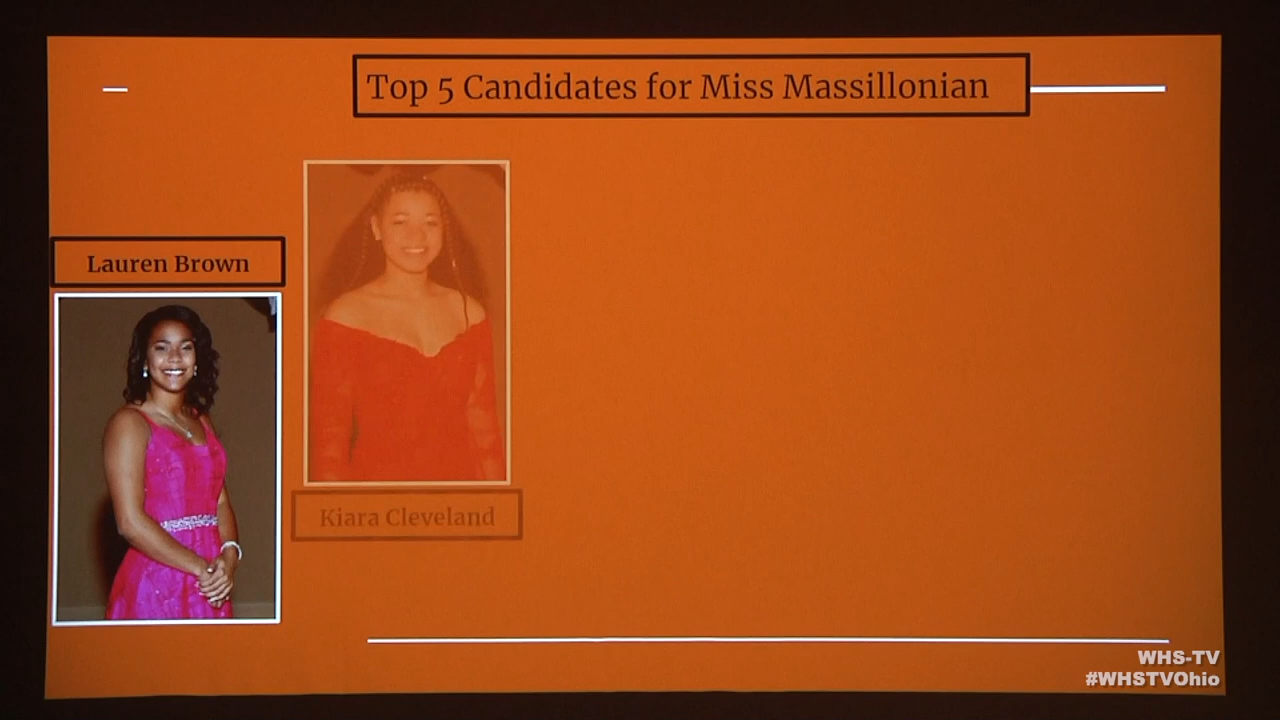 Top 5 Candidates for Miss Massillonian
Lauren Brown
Kiara Cleveland
WHS-TV
#WHSTVOhio